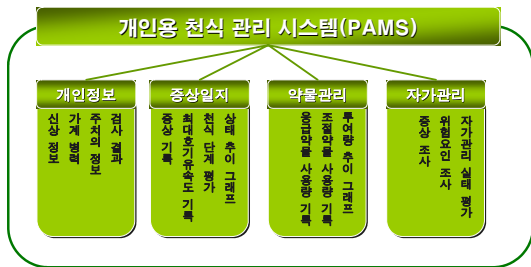 개인용 천식 관리 시스템(PAMS)
개인정보
신상 정보
가계 병력
주치의 정보
검사 결과
증상일지
증상 기록
최대호기유속도 기록
천식 단계 평가
상태 추이 그래프
약물관리
응급약물 사용량 기록
조절약물 사용량 기록
투여량 추이 그래프
자가관리
증상 조사
위험요인 조사
자가관리 실태 평가